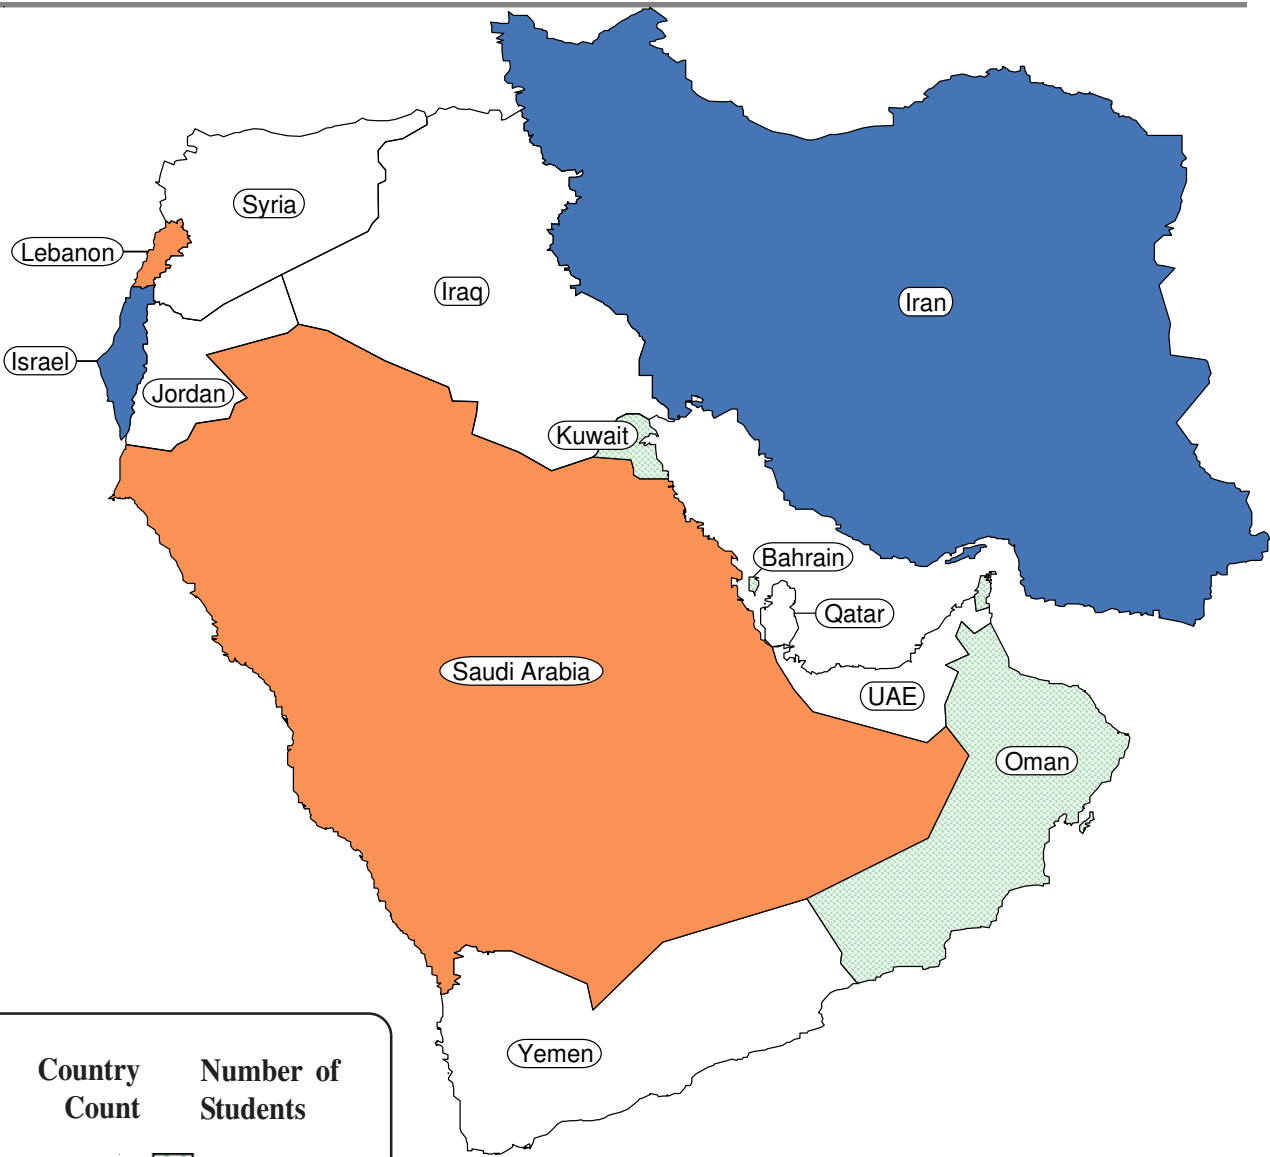 Syria
Lebanon
Iraq
Iran
Israel
Jordan
Kuwait
Bahrain
Qatar
Saudi Arabia
UAE
Oman
Yemen
Country Number of
Count Students